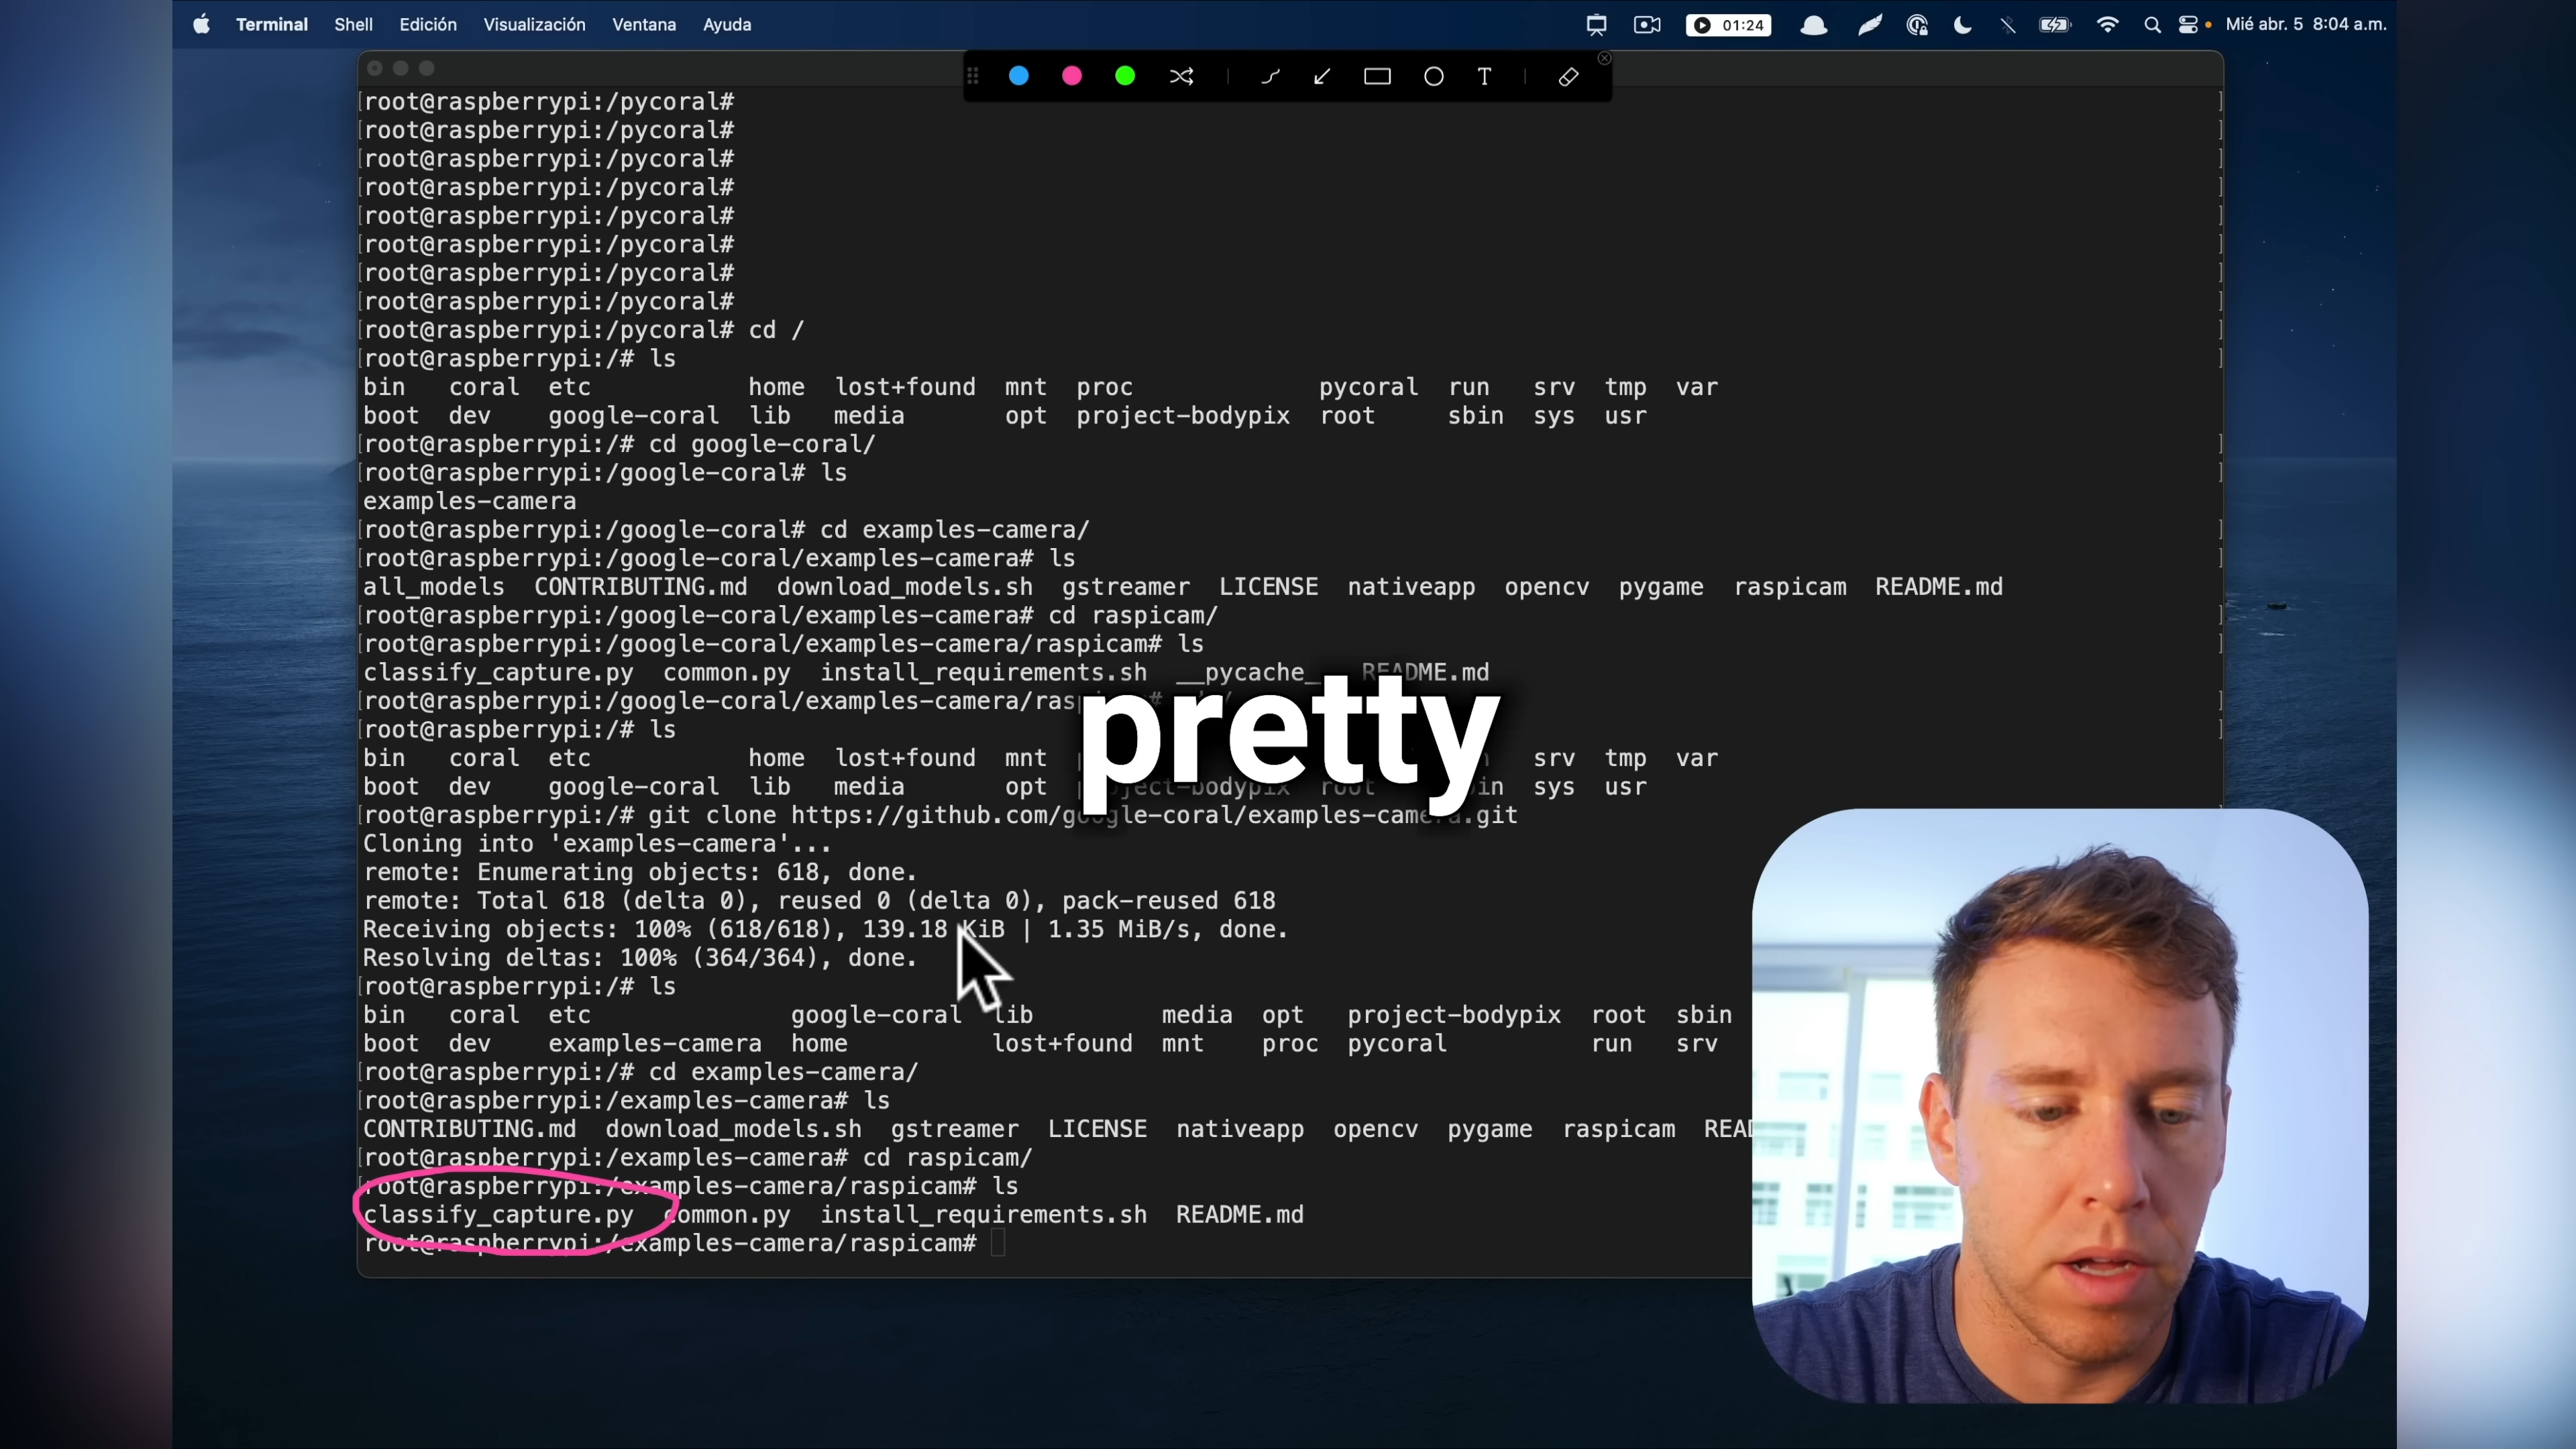 Terminal Shell Edición Visualización Ventana Ayuda 01:24 Mié abr. 5 8:04 a.m.
T
[root@raspberrypi:/pycoral# ]
[root@raspberrypi:/pycoral# ]
[root@raspberrypi:/pycoral# ]
[root@raspberrypi:/pycoral# ]
[root@raspberrypi:/pycoral# ]
[root@raspberrypi:/pycoral# ]
[root@raspberrypi:/pycoral# ]
[root@raspberrypi:/pycoral# ]
[root@raspberrypi:/pycoral# cd / ]
[root@raspberrypi:/# ls ]
bin coral etc home lost+found mnt proc pycoral run srv tmp var
boot dev google-coral lib media opt project-bodypix root sbin sys usr
[root@raspberrypi:/# cd google-coral/ ]
[root@raspberrypi:/google-coral# ls ]
examples-camera
[root@raspberrypi:/google-coral# cd examples-camera/ ]
[root@raspberrypi:/google-coral/examples-camera# ls ]
all_models CONTRIBUTING.md download_models.sh gstreamer LICENSE nativeapp opencv pygame raspicam README.md
[root@raspberrypi:/google-coral/examples-camera# cd raspicam/ ]
[root@raspberrypi:/google-coral/examples-camera/raspicam# ls ]
classify_capture.py common.py install_requirements.sh __pycache__ README.md
[root@raspberrypi:/google-coral/examples-camera/ ]
pretty
[root@raspberrypi:/# ls ]
bin coral etc home lost+found mnt srv tmp var
boot dev google-coral lib media opt project-bodypix root sbin sys usr
[root@raspberrypi:/# git clone https://github.com/google-coral/examples-camera.git
Cloning into 'examples-camera'...
remote: Enumerating objects: 618, done.
remote: Total 618 (delta 0), reused 0 (delta 0), pack-reused 618
Receiving objects: 100% (618/618), 139.18 KiB | 1.35 MiB/s, done.
Resolving deltas: 100% (364/364), done.
[root@raspberrypi:/# ls
bin coral etc google-coral lib media opt project-bodypix root sbin
boot dev examples-camera home lost+found mnt proc pycoral run srv
[root@raspberrypi:/# cd examples-camera/
[root@raspberrypi:/examples-camera# ls
CONTRIBUTING.md download_models.sh gstreamer LICENSE nativeapp opencv pygame raspicam READ
[root@raspberrypi:/examples-camera# cd raspicam/
[root@raspberrypi:/examples-camera/raspicam# ls
classify_capture.py common.py install_requirements.sh README.md
root@raspberrypi:/examples-camera/raspicam#